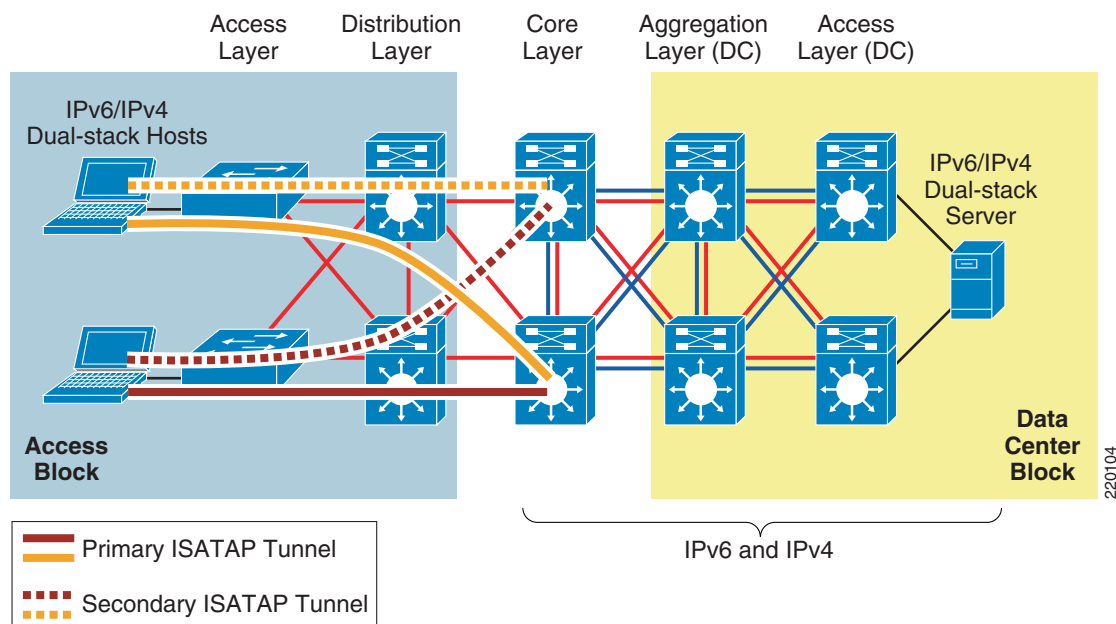 Access
Layer
Distribution
Layer
Core
Layer
Aggregation
Layer (DC)
Access
Layer (DC)
IPv6/IPv4
Dual-stack Hosts
IPv6/IPv4
Dual-stack
Server
Access
Block
Data
Center
Block
220104
IPv6 and IPv4
Primary ISATAP Tunnel
Secondary ISATAP Tunnel